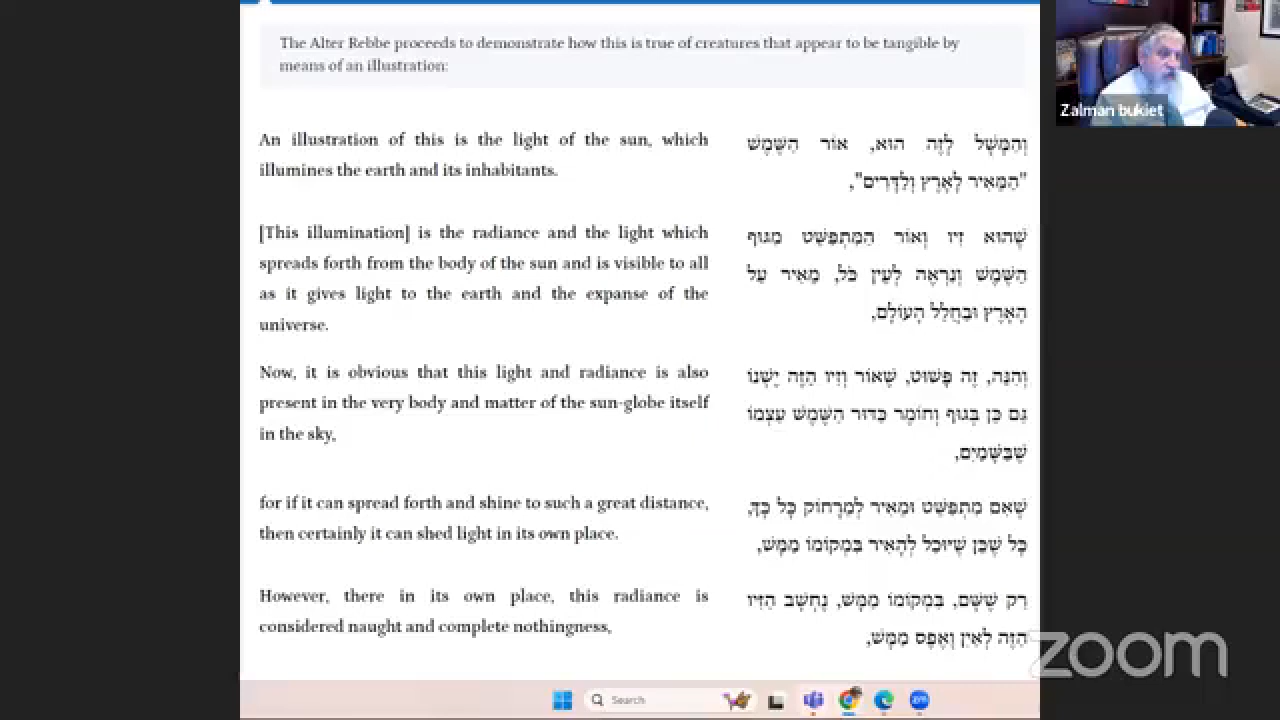 The Alter Rebbe proceeds to demonstrate how this is true of creatures that appear to be tangible by
means of an illustration:
An illustration of this is the light of the sun, which
illumines the earth and its inhabitants.
וְהַמָּשָׁל לָזֶה הוּא, אוֹר הַשֶּׁמֶשׁ
"הַמֵּאִיר לָאָרֶץ וְלַדָּרִים",
[This illumination] is the radiance and the light which
spreads forth from the body of the sun and is visible to all
as it gives light to the earth and the expanse of the
universe.
שֶׁהוּא זִיו וְאוֹר הַמִּתְפַּשֵּׁט מִגּוּף
הַשֶּׁמֶשׁ וְנִרְאֶה לְעֵין כֹּל, מֵאִיר עַל
הָאָרֶץ וּבַחֲלַל הָעוֹלָם,
Now, it is obvious that this light and radiance is also
present in the very body and matter of the sun-globe itself
in the sky,
וְהִנֵּה, זֶה פָּשׁוּט, שֶׁאוֹר וְזִיו הַזֶּה יֶשְׁנוֹ
גַּם כֵּן בְּגוּף וְחוֹמֶר כַּדּוּר הַשֶּׁמֶשׁ עַצְמוֹ
שֶׁבַּשָּׁמַיִם,
for if it can spread forth and shine to such a great distance,
then certainly it can shed light in its own place.
שֶׁאִם מִתְפַּשֵּׁט וּמֵאִיר לְמֵרָחוֹק כָּל כָּךְ,
כָּל שֶׁכֵּן שֶׁיּוּכַל לְהָאִיר בִּמְקוֹמוֹ מַמָּשׁ,
However, there in its own place, this radiance is
considered naught and complete nothingness,
רַק שֶׁשָּׁם, בִּמְקוֹמוֹ מַמָּשׁ, נֶחְשָׁב הַזִּיו
הַזֶּה לְאַיִן וָאֶפֶס מַמָּשׁ,
Zalman bukiet
zoom
Search